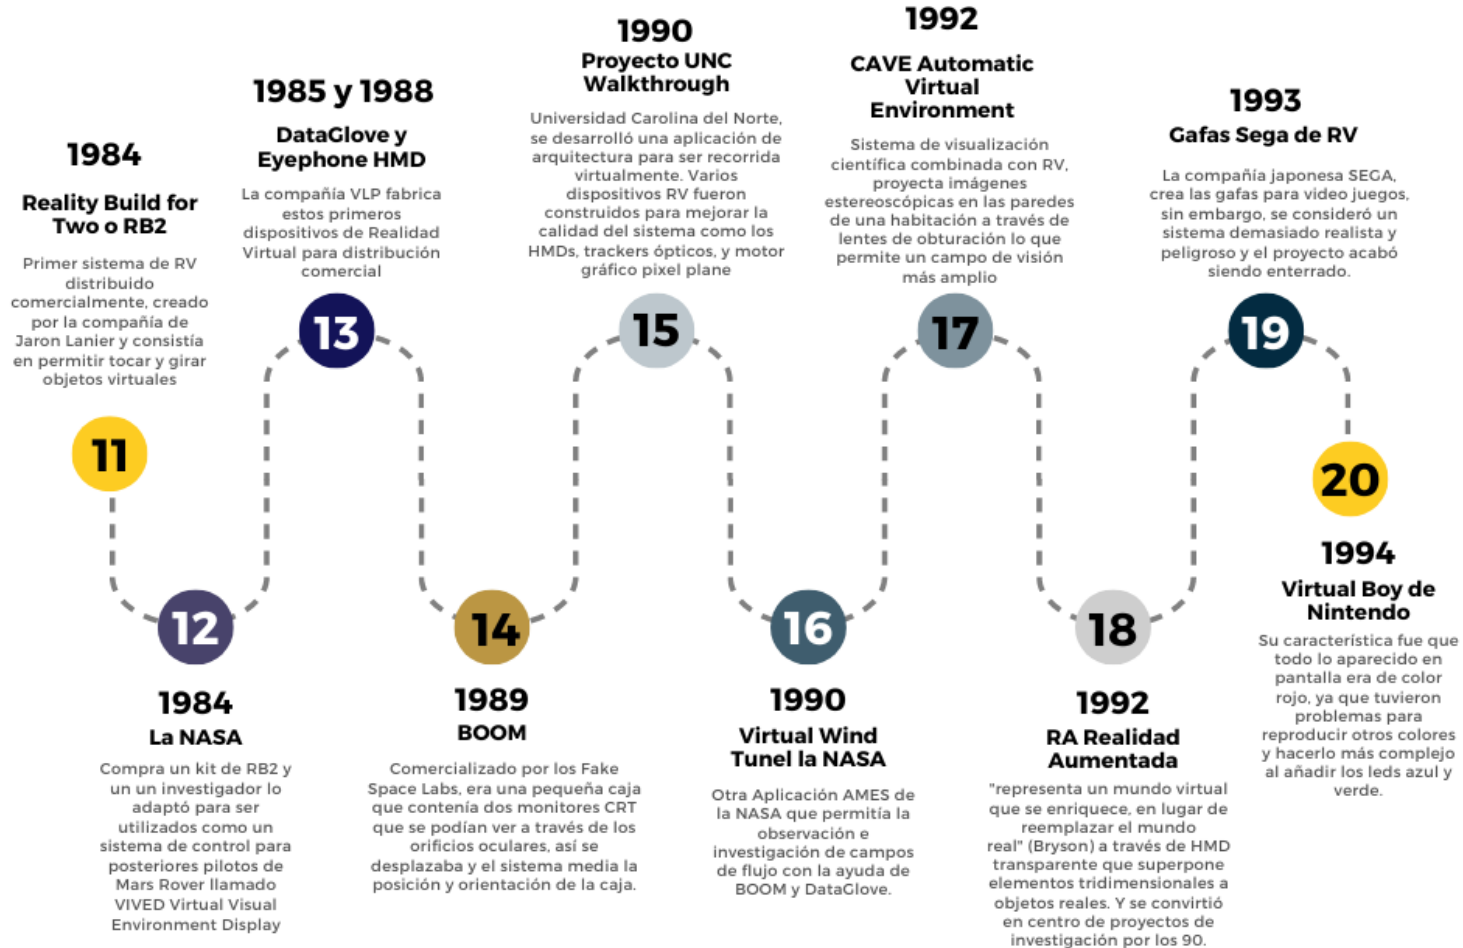 1984
Reality Build for
Two o RB2
Primer sistema de RV
distribuido
comercialmente, creado
por la compañía de
Jaron Lanier y consistía
en permitir tocar y girar
objetos virtuales
11
12
1984
La NASA
Compra un kit de RB2 y
un un investigador lo
adaptó para ser
utilizados como un
sistema de control para
posteriores pilotos de
Mars Rover llamado
VIVED Virtual Visual
Environment Display
1985 y 1988
DataGlove y
Eyephone HMD
La compañía VLP fabrica
estos primeros
dispositivos de Realidad
Virtual para distribución
comercial
13
14
1989
BOOM
Comercializado por los Fake
Space Labs, era una pequeña caja
que contenía dos monitores CRT
que se podían ver a través de los
orificios oculares, así se
desplazaba y el sistema media la
posición y orientación de la caja.
1990
Proyecto UNC
Walkthrough
Universidad Carolina del Norte,
se desarrolló una aplicación de
arquitectura para ser recorrida
virtualmente. Varios
dispositivos RV fueron
construidos para mejorar la
calidad del sistema como los
HMDs, trackers ópticos, y motor
gráfico pixel plane
15
16
1990
Virtual Wind
Tunel la NASA
Otra Aplicación AMES de
la NASA que permitía la
observación e
investigación de campos
de flujo con la ayuda de
BOOM y DataGlove.
1992
CAVE Automatic
Virtual
Environment
Sistema de visualización
científica combinada con RV,
proyecta imágenes
estereoscópicas en las paredes
de una habitación a través de
lentes de obturación lo que
permite un campo de visión
más amplio
17
18
1992
RA Realidad
Aumentada
"representa un mundo virtual
que se enriquece, en lugar de
reemplazar el mundo
real" (Bryson) a través de HMD
transparente que superpone
elementos tridimensionales a
objetos reales. Y se convirtió
en centro de proyectos de
investigación por los 90.
1993
Gafas Sega de RV
La compañía japonesa SEGA,
crea las gafas para video juegos,
sin embargo, se consideró un
sistema demasiado realista y
peligroso y el proyecto acabó
siendo enterrado.
19
20
1994
Virtual Boy de
Nintendo
Su característica fue que
todo lo aparecido en
pantalla era de color
rojo, ya que tuvieron
problemas para
reproducir otros colores
y hacerlo más complejo
al añadir los leds azul y
verde.